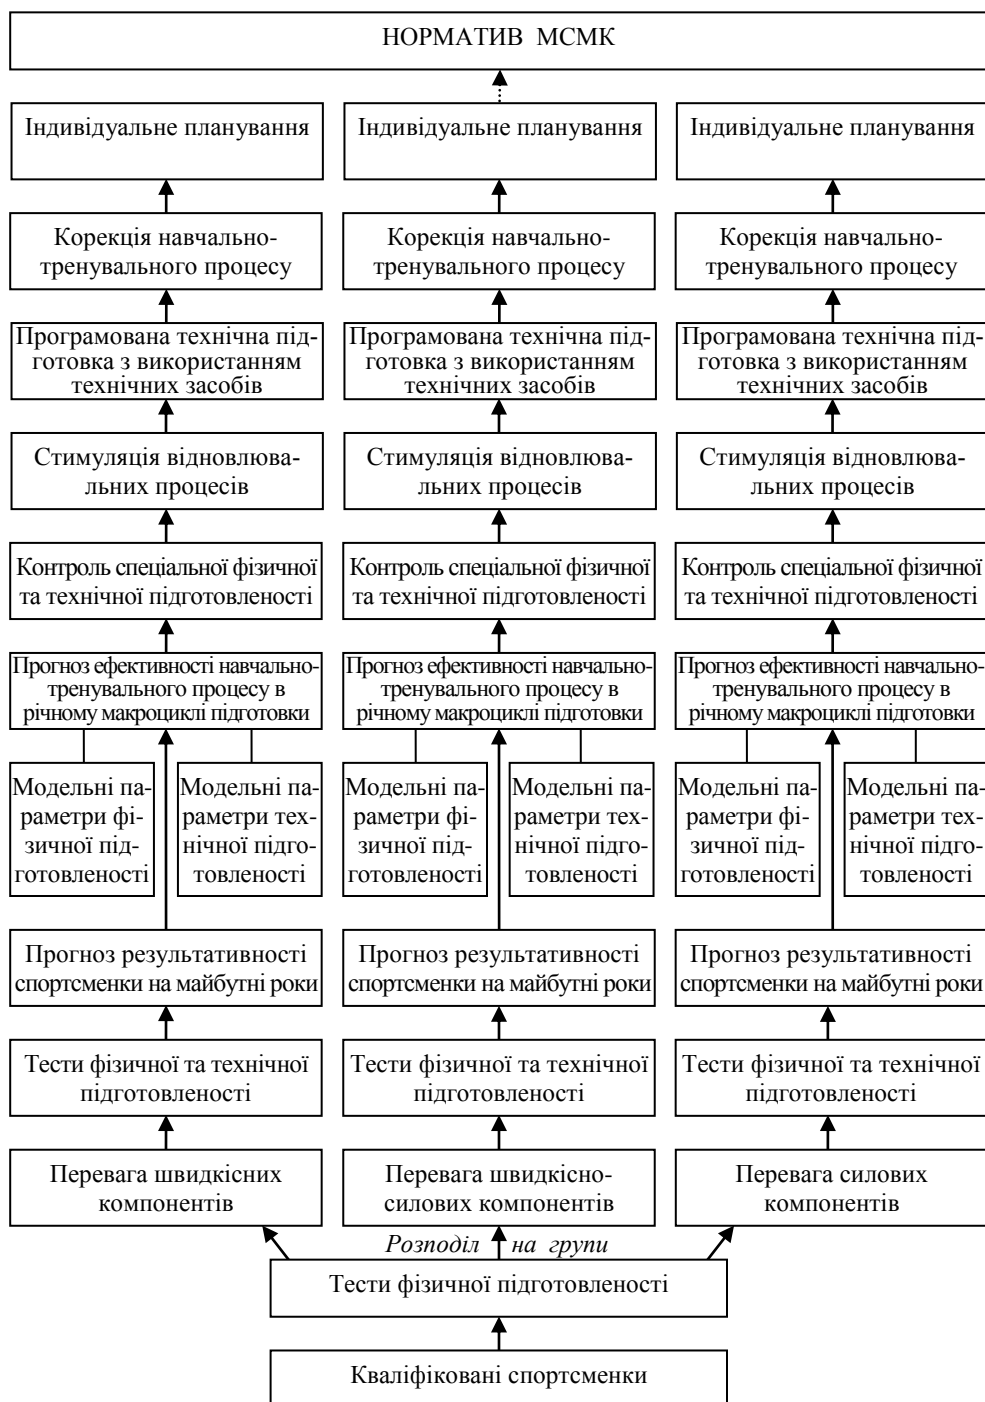 НОРМАТИВ МСМК
Індивідуальне планування
Індивідуальне планування
Індивідуальне планування
Корекція навчально-
тренувального процесу
Корекція навчально-
тренувального процесу
Корекція навчально-
тренувального процесу
Програмована технічна під-
готовка з використанням
технічних засобів
Програмована технічна під-
готовка з використанням
технічних засобів
Програмована технічна під-
готовка з використанням
технічних засобів
Стимуляція відновлюва-
льних процесів
Стимуляція відновлюва-
льних процесів
Стимуляція відновлюва-
льних процесів
Контроль спеціальної фізичної
та технічної підготовленості
Контроль спеціальної фізичної
та технічної підготовленості
Контроль спеціальної фізичної
та технічної підготовленості
Прогноз ефективності навчально-
тренувального процесу в
річному макроциклі підготовки
Прогноз ефективності навчально-
тренувального процесу в
річному макроциклі підготовки
Прогноз ефективності навчально-
тренувального процесу в
річному макроциклі підготовки
Модельні па-
раметри фі-
зичної під-
готовленості
Модельні па-
раметри тех-
нічної підго-
товленості
Модельні па-
раметри фі-
зичної під-
готовленості
Модельні па-
раметри тех-
нічної підго-
товленості
Модельні па-
раметри фі-
зичної під-
готовленості
Модельні па-
раметри тех-
нічної підго-
товленості
Прогноз результативності
спортсменки на майбутні роки
Прогноз результативності
спортсменки на майбутні роки
Прогноз результативності
спортсменки на майбутні роки
Тести фізичної та технічної
підготовленості
Тести фізичної та технічної
підготовленості
Тести фізичної та технічної
підготовленості
Перевага швидкісних
компонентів
Перевага швидкісно-
силових компонентів
Перевага силових
компонентів
Розподіл на групи
Тести фізичної підготовленості
Кваліфіковані спортсменки